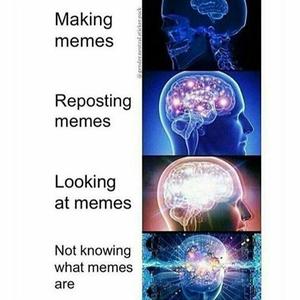 Making
memes
Reposting
memes
Looking
at memes
Not knowing
what memes
are